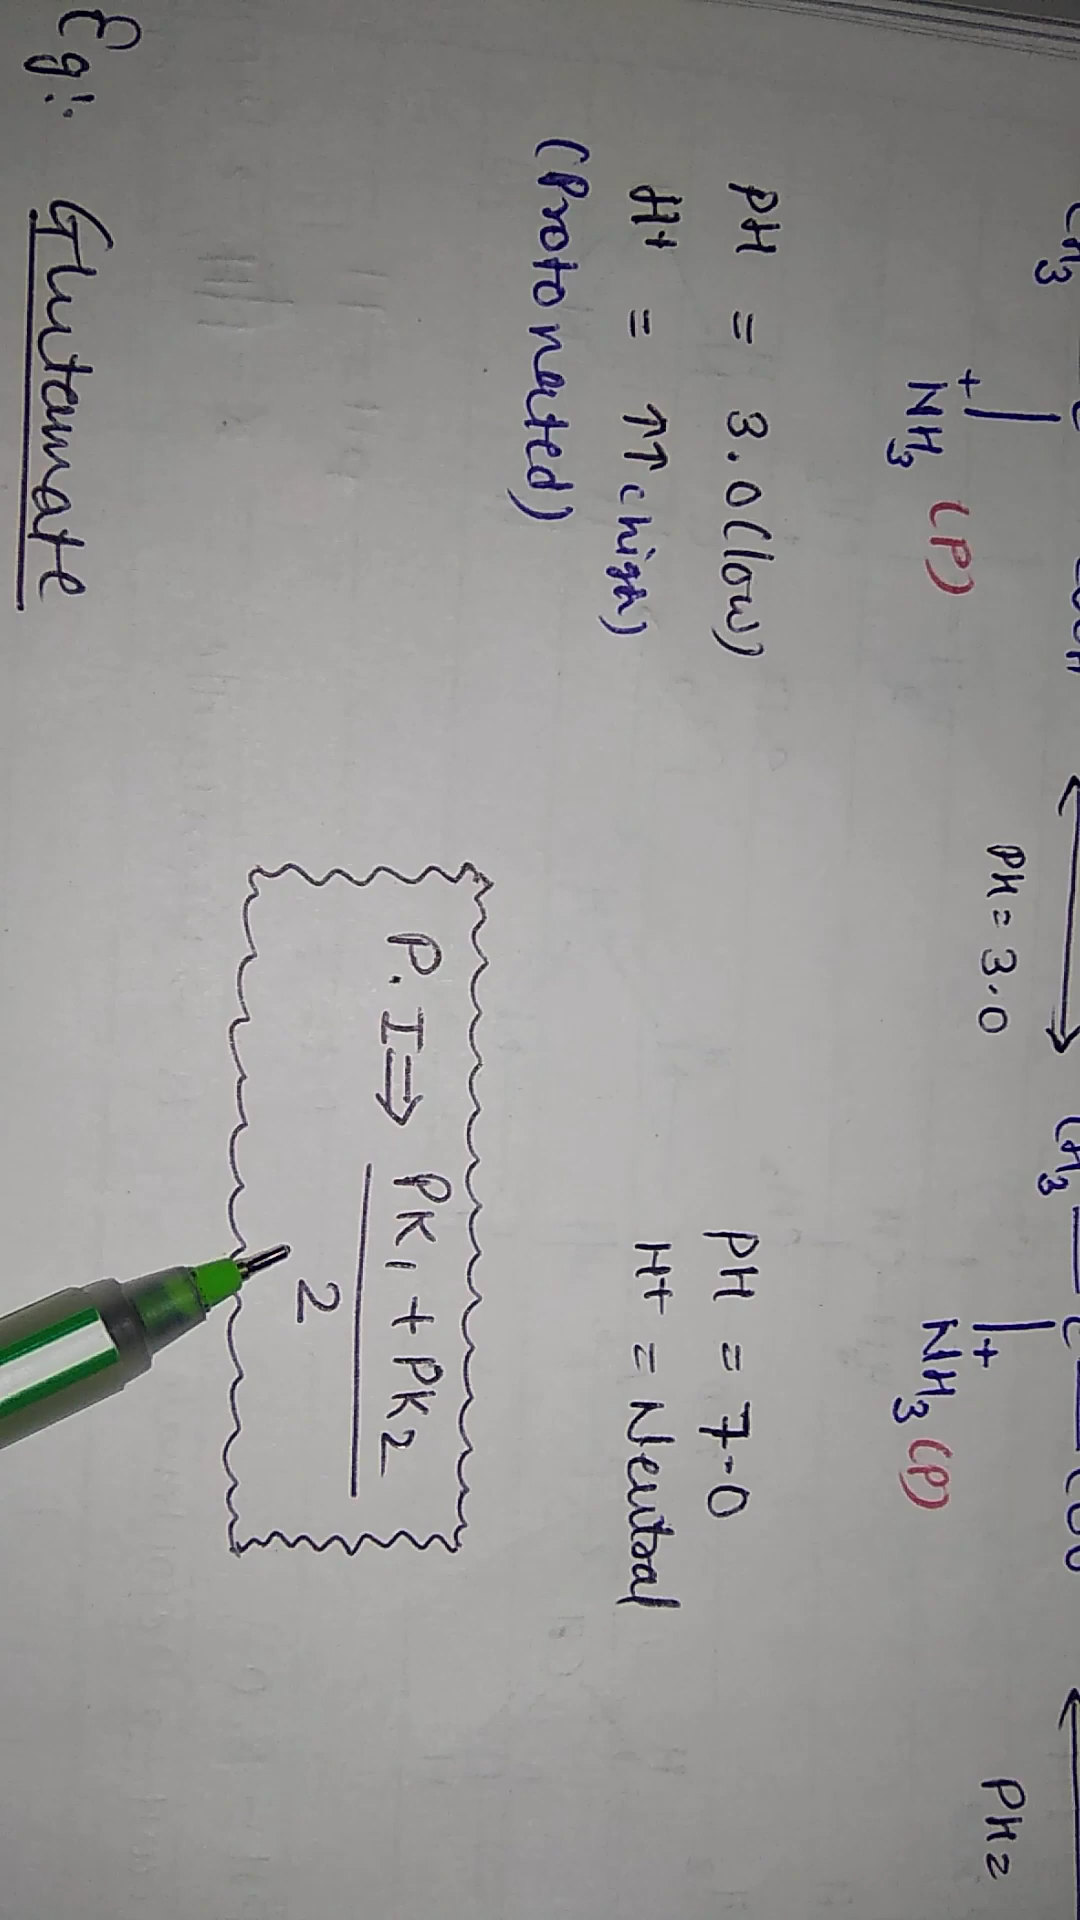 +NH3 (P)
PH = 3.0
+NH3 (P)
PH =
PH = 3.0 (low)
H+ = ↑↑ (high)
(Protonated)
PH = 7.0
H+ = Neutral
P.I ⇒ PK1 + PK2
2
Eg:- Glutamate